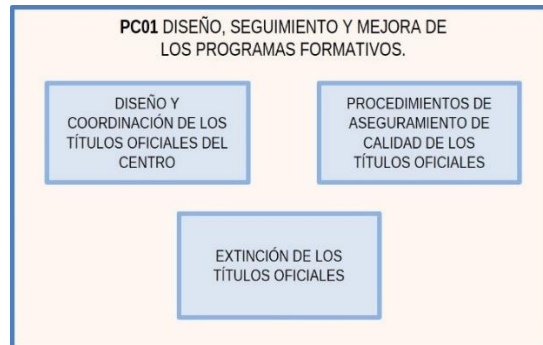 PC01 DISEÑO, SEGUIMIENTO Y MEJORA DE
LOS PROGRAMAS FORMATIVOS.
DISEÑO Y
COORDINACIÓN DE LOS
TÍTULOS OFICIALES DEL
CENTRO
PROCEDIMIENTOS DE
ASEGURAMIENTO DE
CALIDAD DE LOS
TÍTULOS OFICIALES
EXTINCIÓN DE LOS
TÍTULOS OFICIALES